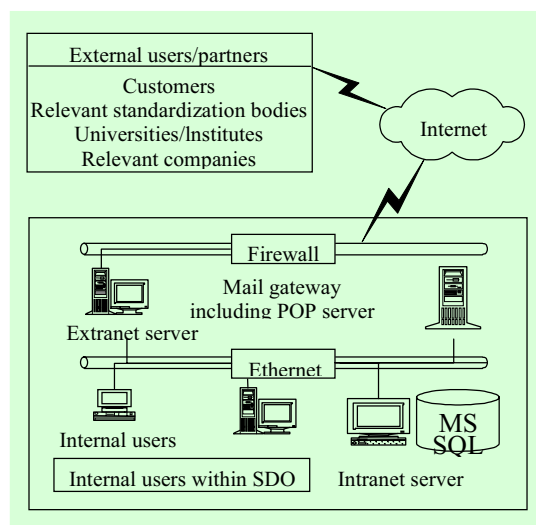 External users/partners
Customers
Relevant standardization bodies
Universities/Institutes
Relevant companies
Internet
Firewall
Mail gateway
including POP server
Extranet server
Ethernet
Internal users
MS
SQL
Internal users within SDO
Intranet server